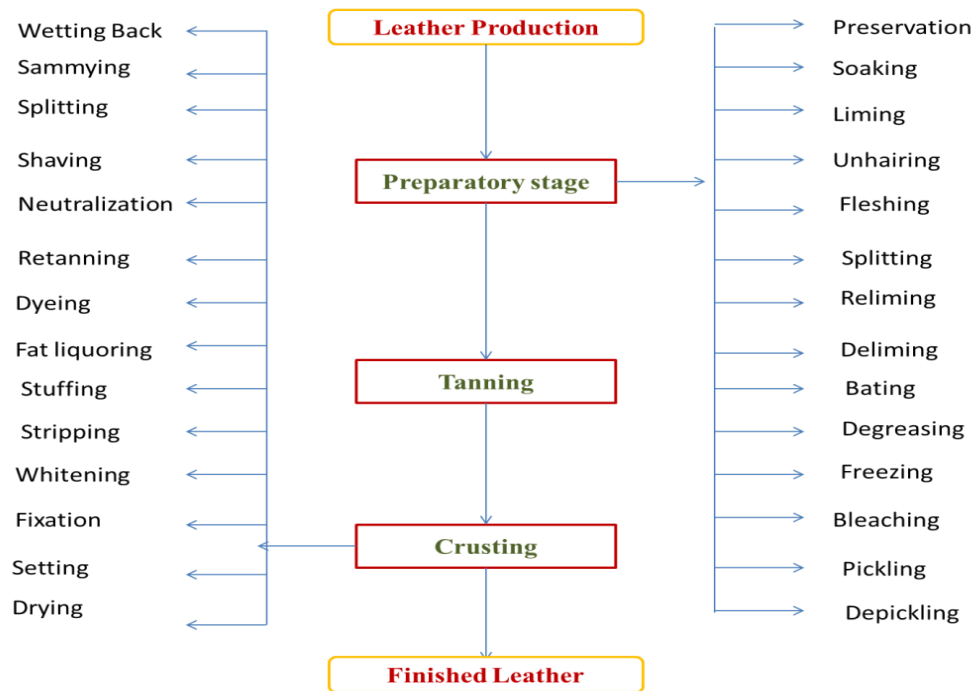 Leather Production
Preparatory stage
Tanning
Crusting
Finished Leather
Wetting Back
Sammying
Splitting
Shaving
Neutralization
Retanning
Dyeing
Fat liquoring
Stuffing
Stripping
Whitening
Fixation
Setting
Drying
Preservation
Soaking
Liming
Unhairing
Fleshing
Splitting
Reliming
Deliming
Bating
Degreasing
Freezing
Bleaching
Pickling
Depickling